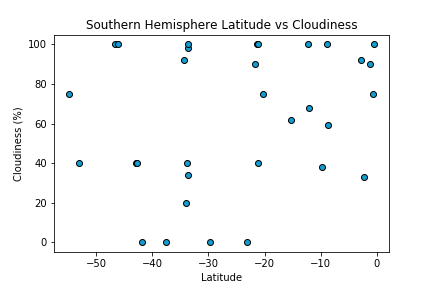 Southern Hemisphere Latitude vs Cloudiness
100
80
60
40
20
0
Cloudiness (%)
−50 −40 −30 −20 −10 0
Latitude